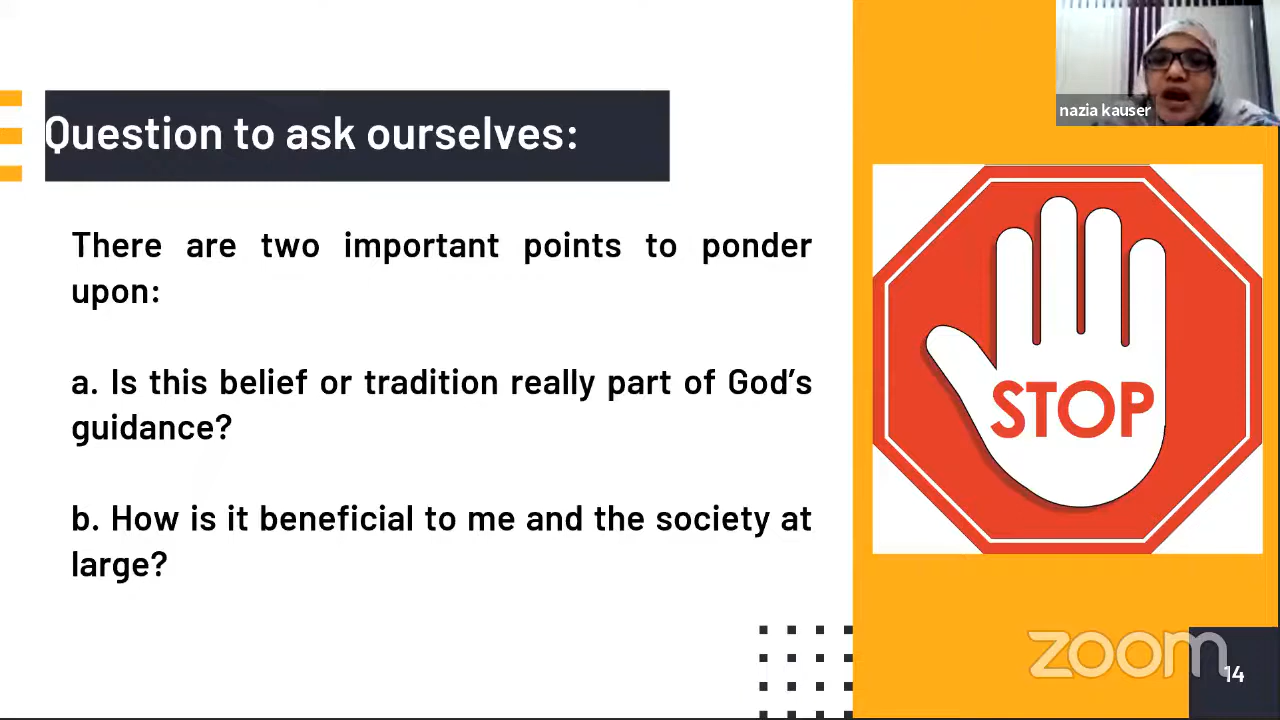 nazia kauser
Question to ask ourselves:
There are two important points to ponder
upon:
a. Is this belief or tradition really part of God's
guidance?
b. How is it beneficial to me and the society at
large?
STOP
zoom
14